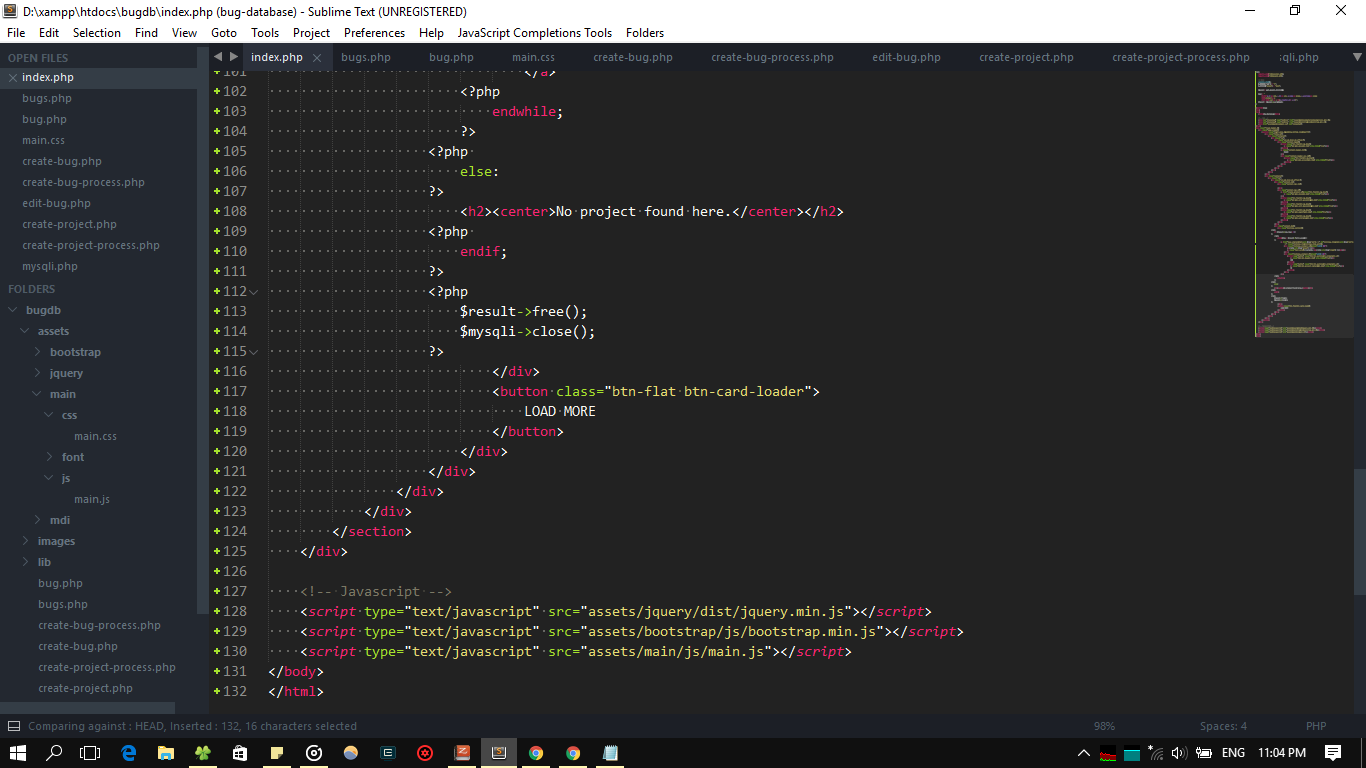 D:\xampp\htdocs\bugdb\index.php (bug-database) - Sublime Text (UNREGISTERED)
File Edit Selection Find View Goto Tools Project Preferences Help JavaScript Completions Tools Folders
OPEN FILES
index.php
bugs.php
bug.php
main.css
create-bug.php
create-bug-process.php
edit-bug.php
create-project.php
create-project-process.php
mysqli.php
FOLDERS
bugdb
assets
bootstrap
jquery
main
css
main.css
font
js
main.js
mdi
images
lib
bug.php
bugs.php
create-bug-process.php
create-bug.php
create-project-process.php
create-project.php
index.php bugs.php bug.php main.css create-bug.php create-bug-process.php edit-bug.php create-project.php create-project-process.php :qli.php
101 </a>
102 <?php
103 endwhile;
104 ?>
105 <?php
106 else:
107 ?>
108 <h2><center>No project found here.</center></h2>
109 <?php
110 endif;
111 ?>
112 <?php
113 $result->free();
114 $mysqli->close();
115 ?>
116 </div>
117 <button class="btn-flat btn-card-loader">
118 LOAD MORE
119 </button>
120 </div>
121 </div>
122 </div>
123 </div>
124 </section>
125 </div>
126
127 <!-- Javascript -->
128 <script type="text/javascript" src="assets/jquery/dist/jquery.min.js"></script>
129 <script type="text/javascript" src="assets/bootstrap/js/bootstrap.min.js"></script>
130 <script type="text/javascript" src="assets/main/js/main.js"></script>
131 </body>
132 </html>
Comparing against : HEAD, Inserted : 132, 16 characters selected 98% Spaces: 4 PHP
ENG 11:04 PM